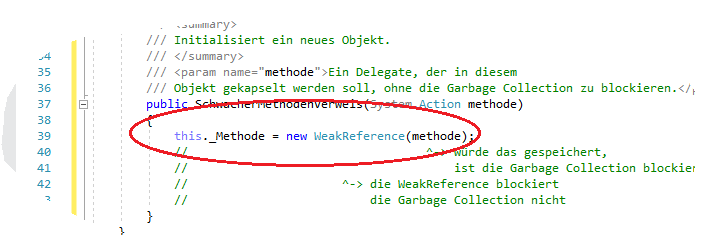 /// <summary>
/// Initialisiert ein neues Objekt.
34 /// </summary>
35 /// <param name="methode">Ein Delegate, der in diesem
36 /// Objekt gekapselt werden soll, ohne die Garbage Collection zu blockieren.</
37 public SchwacherMethodenVerweis(System.Action methode)
38 {
39 this._Methode = new WeakReference(methode);
40 // ^-> würde das gespeichert,
41 // ist die Garbage Collection blockier
42 // ^-> die WeakReference blockiert
3 // die Garbage Collection nicht
}
}